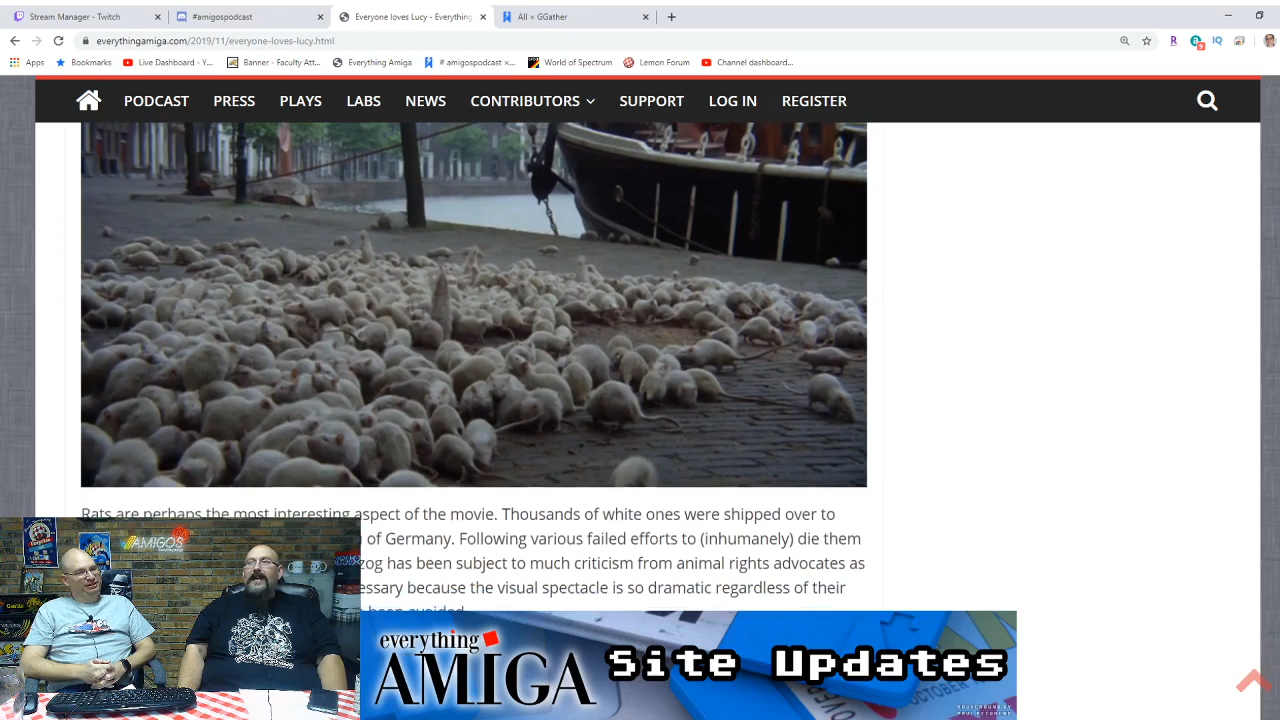 Stream Manager - Twitch
#amigospodcast
Everyone loves Lucy - Everything
All × GGather
everythingamiga.com/2019/11/everyone-loves-lucy.html
Apps
Bookmarks
Live Dashboard - Y...
Banner - Faculty Att...
Everything Amiga
# amigospodcast ×...
World of Spectrum
Lemon Forum
Channel dashboard...
PODCAST
PRESS
PLAYS
LABS
NEWS
CONTRIBUTORS
SUPPORT
LOG IN
REGISTER
Rats are perhaps the most interesting aspect of the movie. Thousands of white ones were shipped over to
of Germany. Following various failed efforts to (inhumanely) die them
has been subject to much criticism from animal rights advocates as
because the visual spectacle is so dramatic regardless of their
AMIGOS
everything
AMIGA
Site Updates
OCTOBER